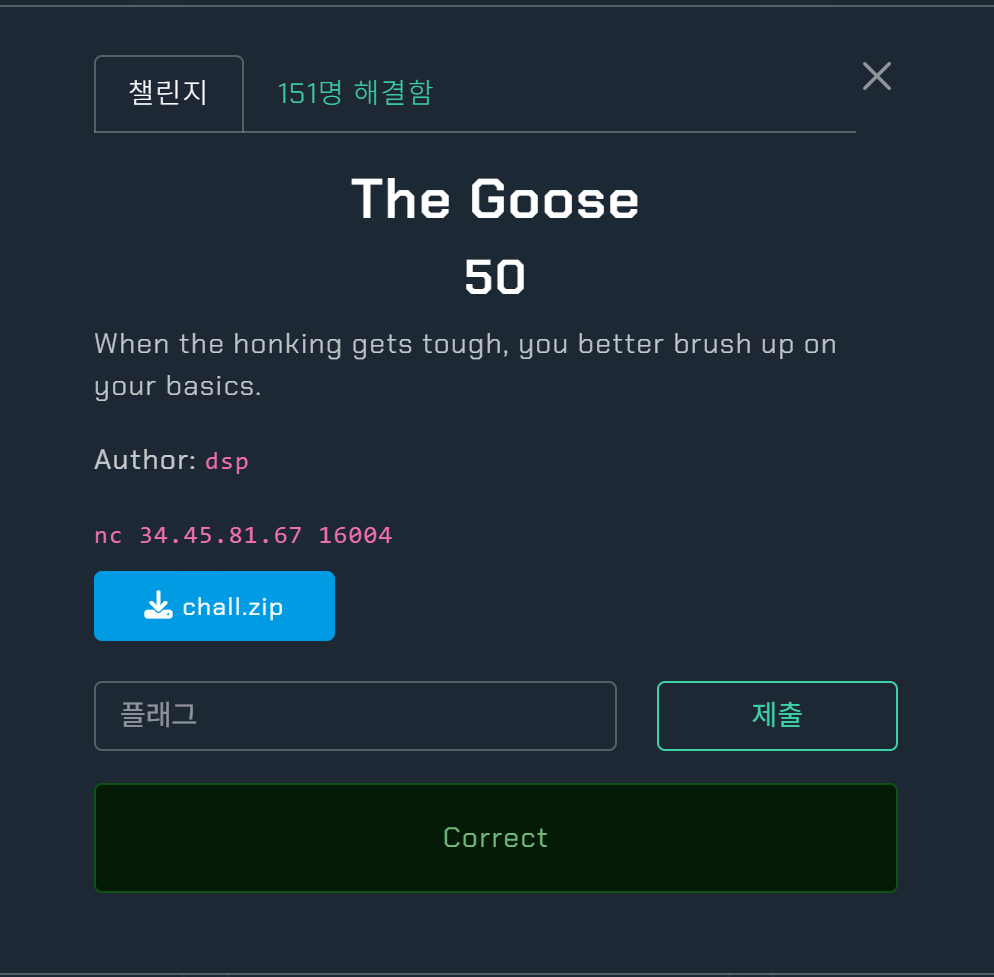 챌린지
151명 해결함
The Goose
50
When the honking gets tough, you better brush up on
your basics.
Author: dsp
nc 34.45.81.67 16004
chall.zip
플래그
제출
Correct